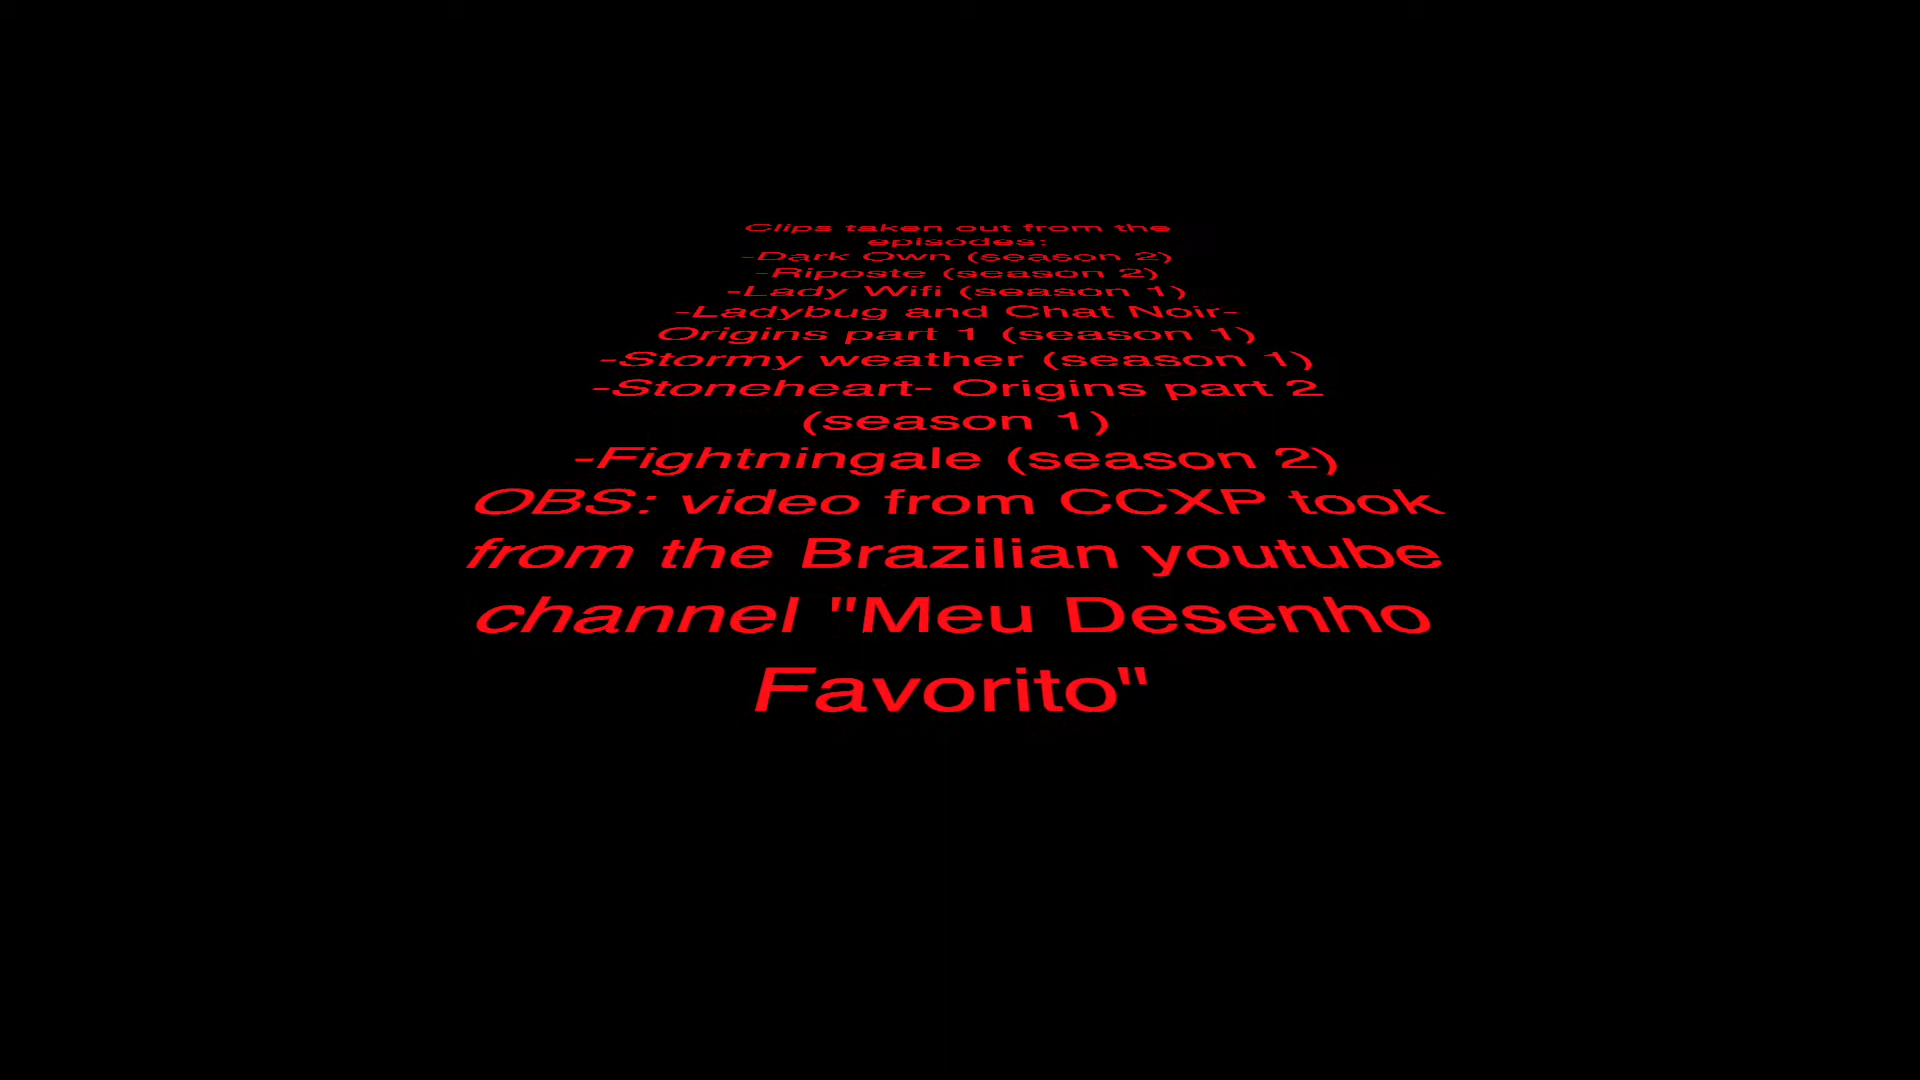 Clips taken out from the
episodes:
-Dark Own (season 2)
-Riposte (season 2)
-Lady Wifi (season 1)
-Ladybug and Chat Noir-
Origins part 1 (season 1)
-Stormy weather (season 1)
-Stoneheart- Origins part 2
(season 1)
-Fightningale (season 2)
OBS: video from CCXP took
from the Brazilian youtube
channel "Meu Desenho
Favorito"